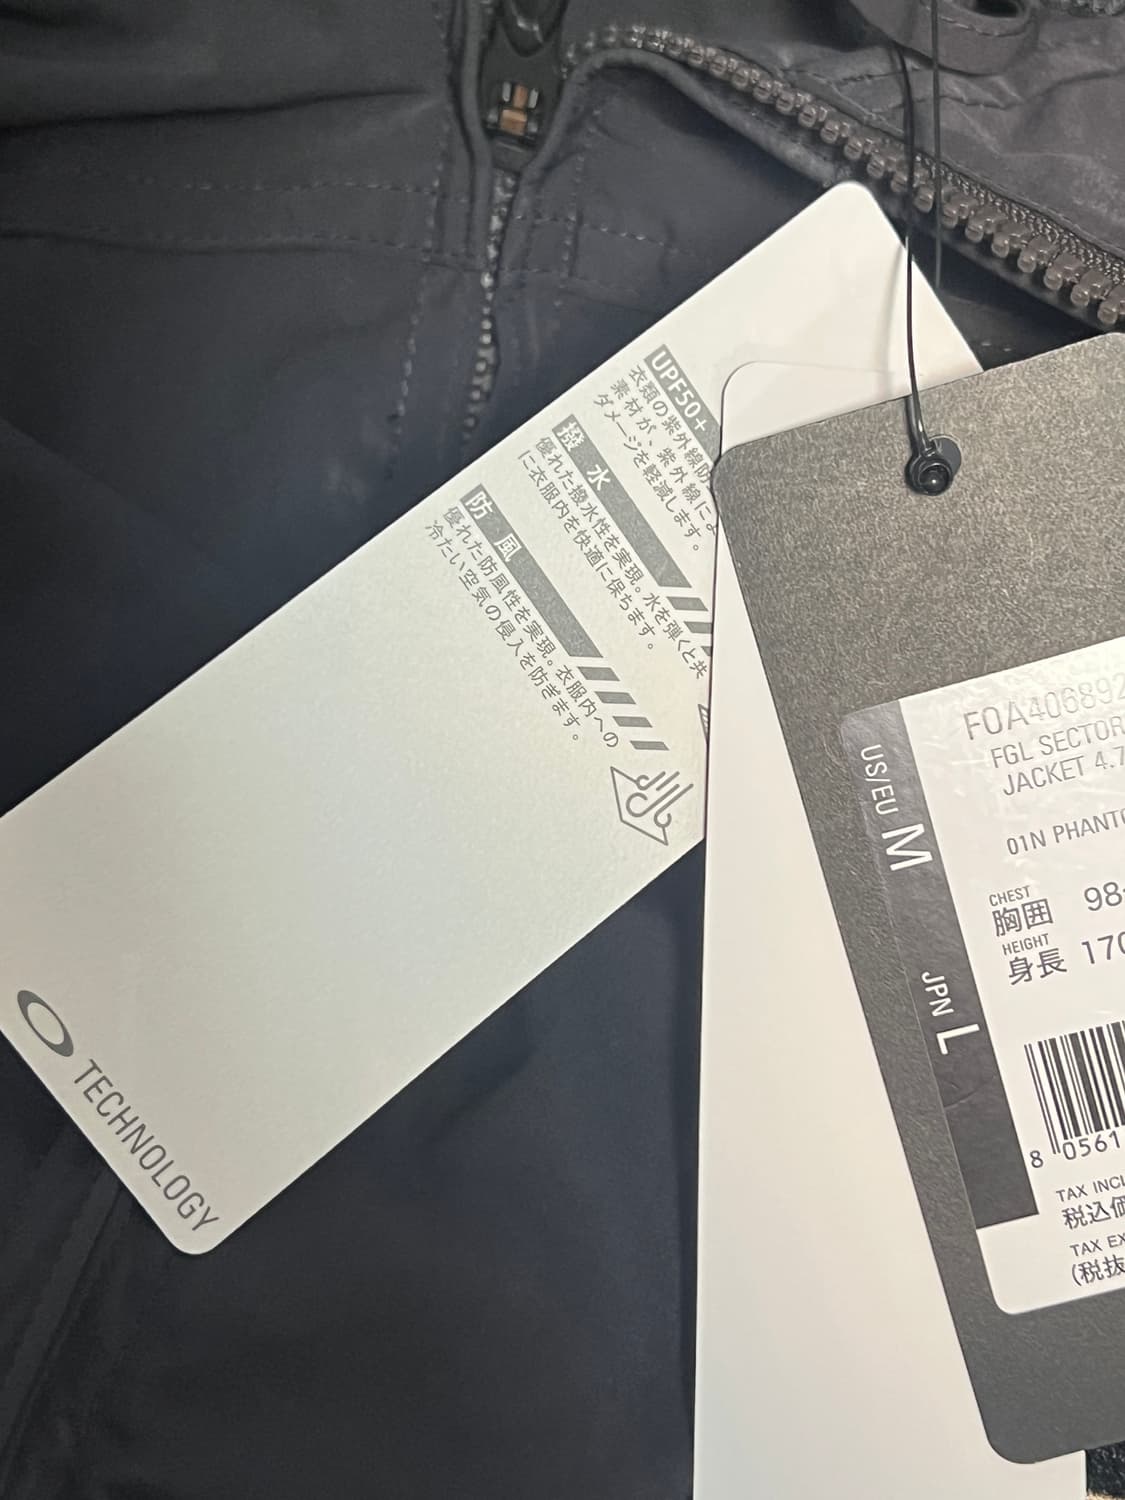 UPF50+
衣類の紫外線防
素材が、紫外線によ
ダメージを軽減します。
撥水
優れた撥水性を実現。水を弾くと共
に衣服内を快適に保ちます。
防風
優れた防風性を実現。衣服内への
冷たい空気の侵入を防ぎます。
TECHNOLOGY
US/EU M
JPN L
FOA406892
FGL SECTOR
JACKET 4.7
01N PHANTO
CHEST
胸囲 98-
HEIGHT
身長 170
8 0561
TAX INCL
税込価
TAX EX
(税抜